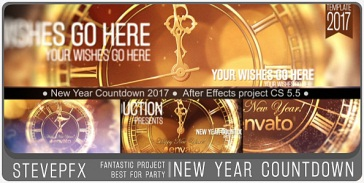 TEMPLATE
2017
WISHES GO HERE
YOUR WISHES GO HERE
YOUR WISHES GO HERE
● New Year Countdown 2017 ● After Effects project CS 5.5 ●
UCTION
PRESENTS
New Year!
nvato
STEVEPFX
FANTASTIC PROJECT
BEST FOR PARTY
NEW YEAR COUNTDOWN